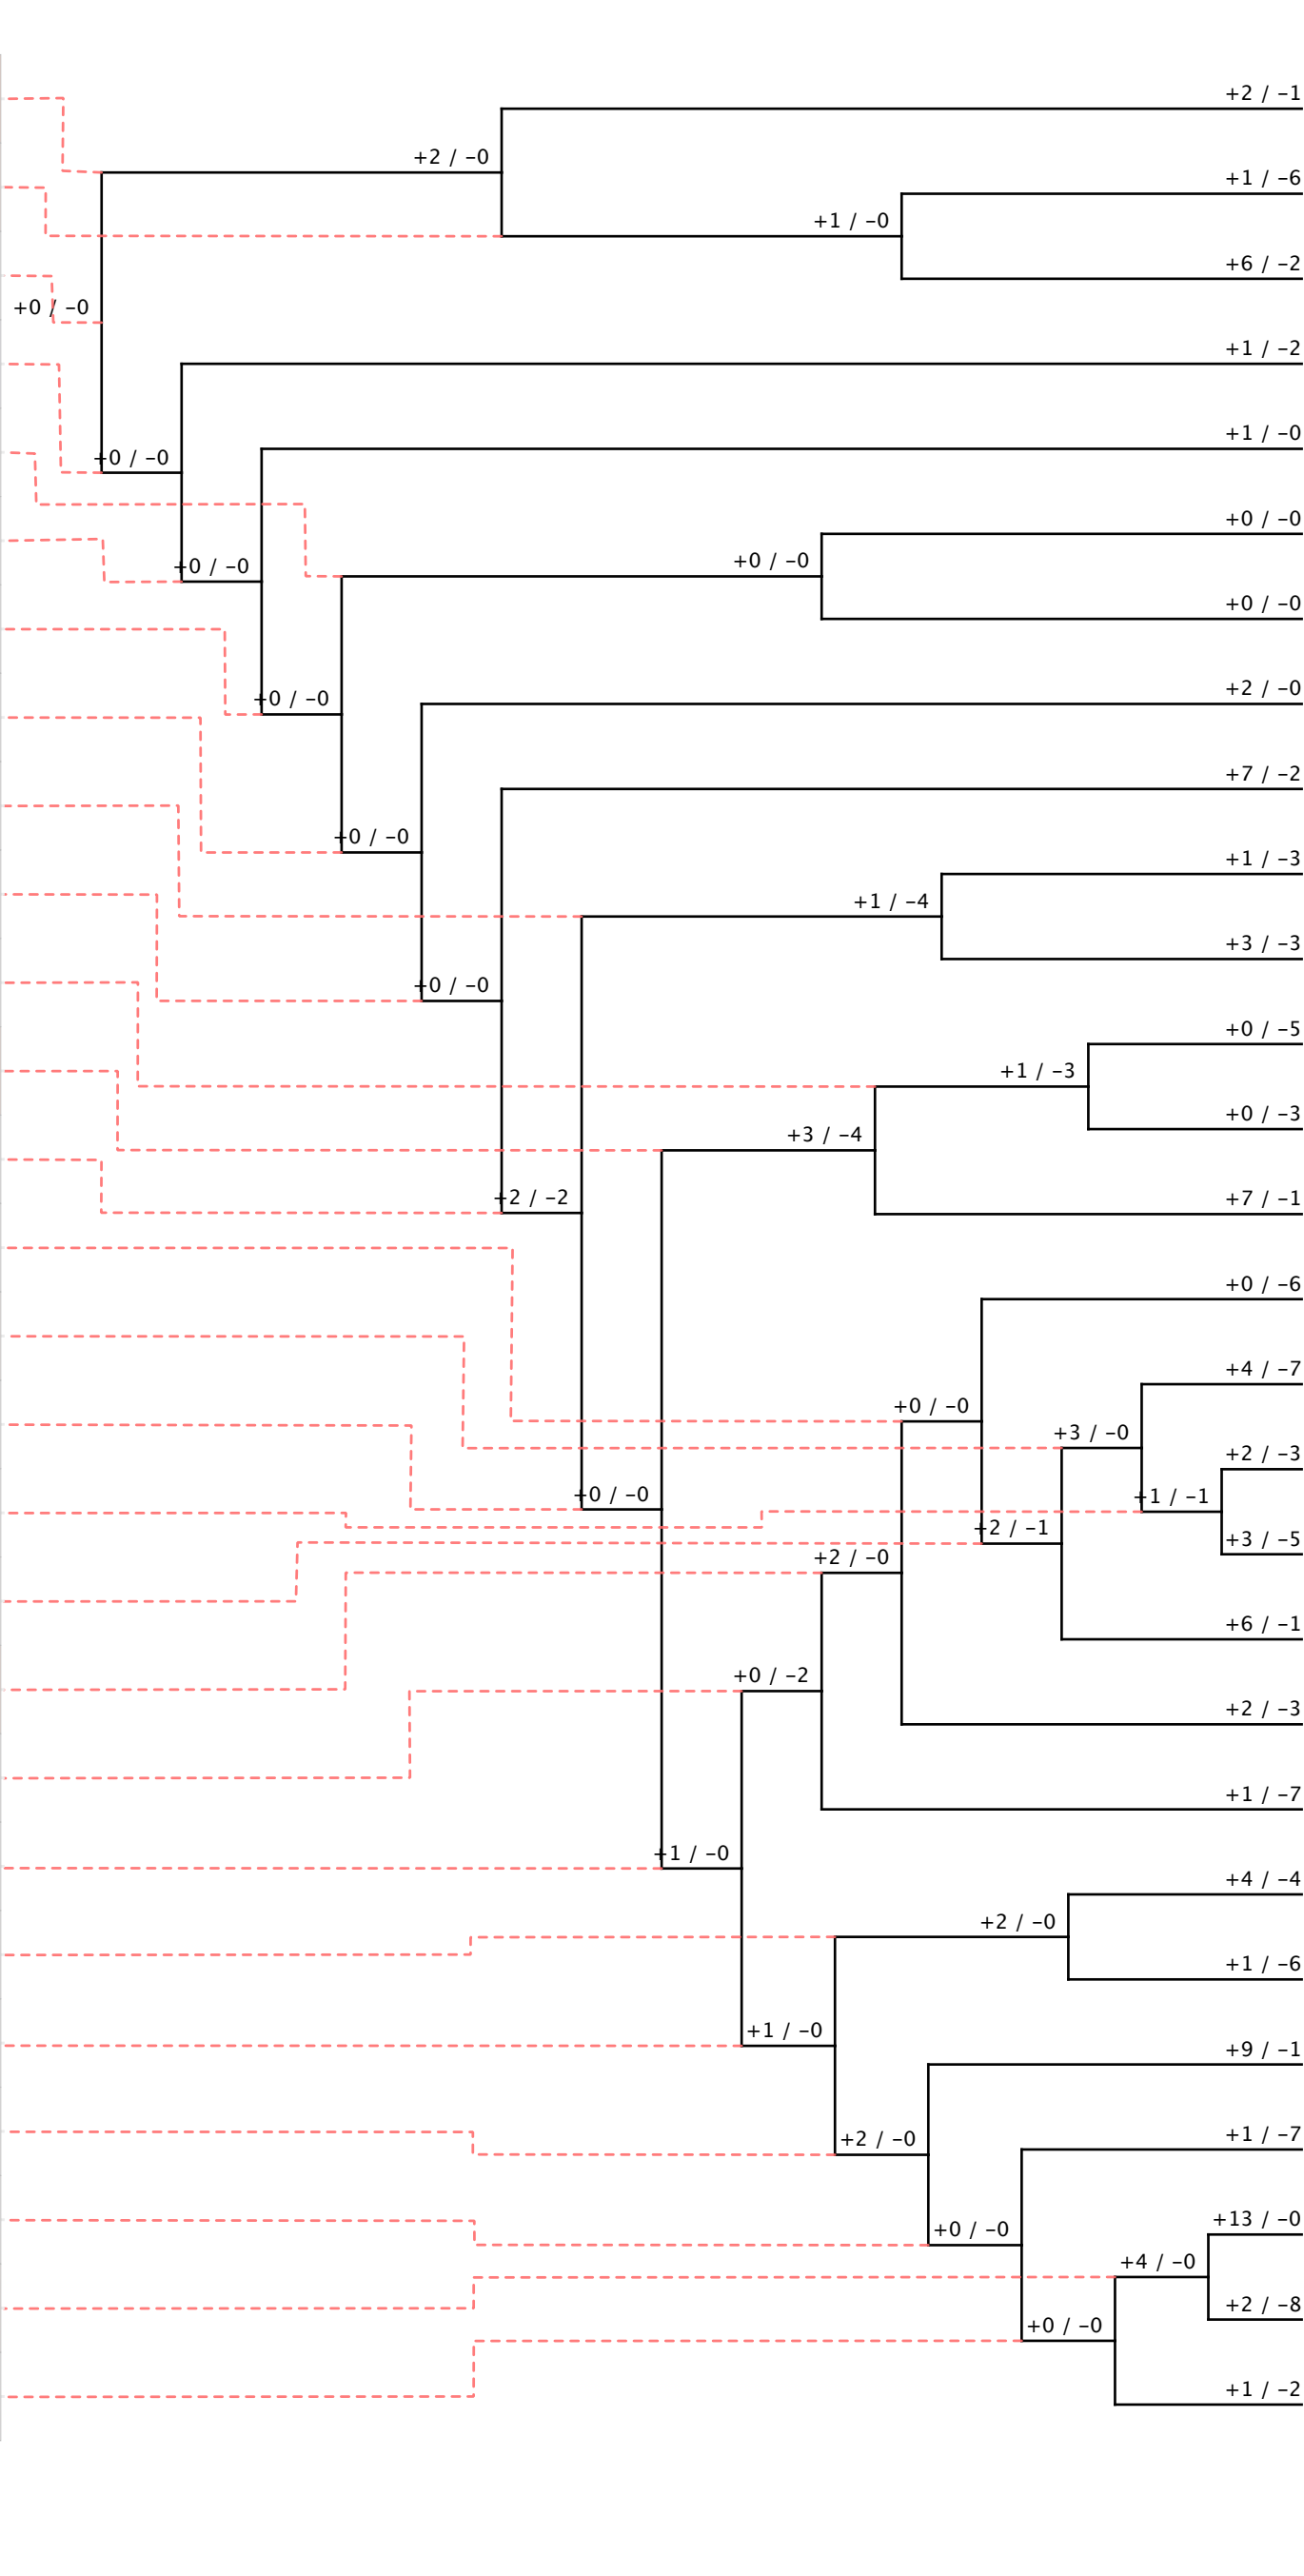 +2 / -1
+2 / -0
+1 / -6
+1 / -0
+6 / -2
+0 / -0
+1 / -2
+1 / -0
+0 / -0
+0 / -0
+0 / -0
+0 / -0
+0 / -0
+2 / -0
+0 / -0
+7 / -2
+0 / -0
+1 / -3
+1 / -4
+3 / -3
+0 / -0
+0 / -5
+1 / -3
+0 / -3
+3 / -4
+2 / -2
+7 / -1
+0 / -6
+4 / -7
+0 / -0
+3 / -0
+2 / -3
+0 / -0
+1 / -1
+2 / -1
+3 / -5
+2 / -0
+6 / -1
+0 / -2
+2 / -3
+1 / -7
+1 / -0
+4 / -4
+2 / -0
+1 / -6
+1 / -0
+9 / -1
+2 / -0
+1 / -7
+13 / -0
+0 / -0
+4 / -0
+2 / -8
+0 / -0
+1 / -2